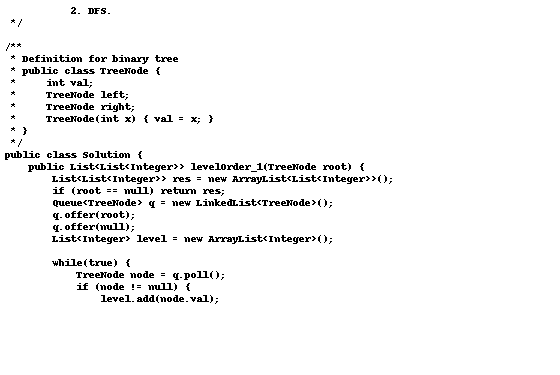 2. DFS.
*/

/**
* Definition for binary tree
* public class TreeNode {
*     int val;
*     TreeNode left;
*     TreeNode right;
*     TreeNode(int x) { val = x; }
* }
*/
public class Solution {
    public List<List<Integer>> levelOrder_1(TreeNode root) {
        List<List<Integer>> res = new ArrayList<List<Integer>>();
        if (root == null) return res;
        Queue<TreeNode> q = new LinkedList<TreeNode>();
        q.offer(root);
        q.offer(null);
        List<Integer> level = new ArrayList<Integer>();

        while(true) {
            TreeNode node = q.poll();
            if (node != null) {
                level.add(node.val);